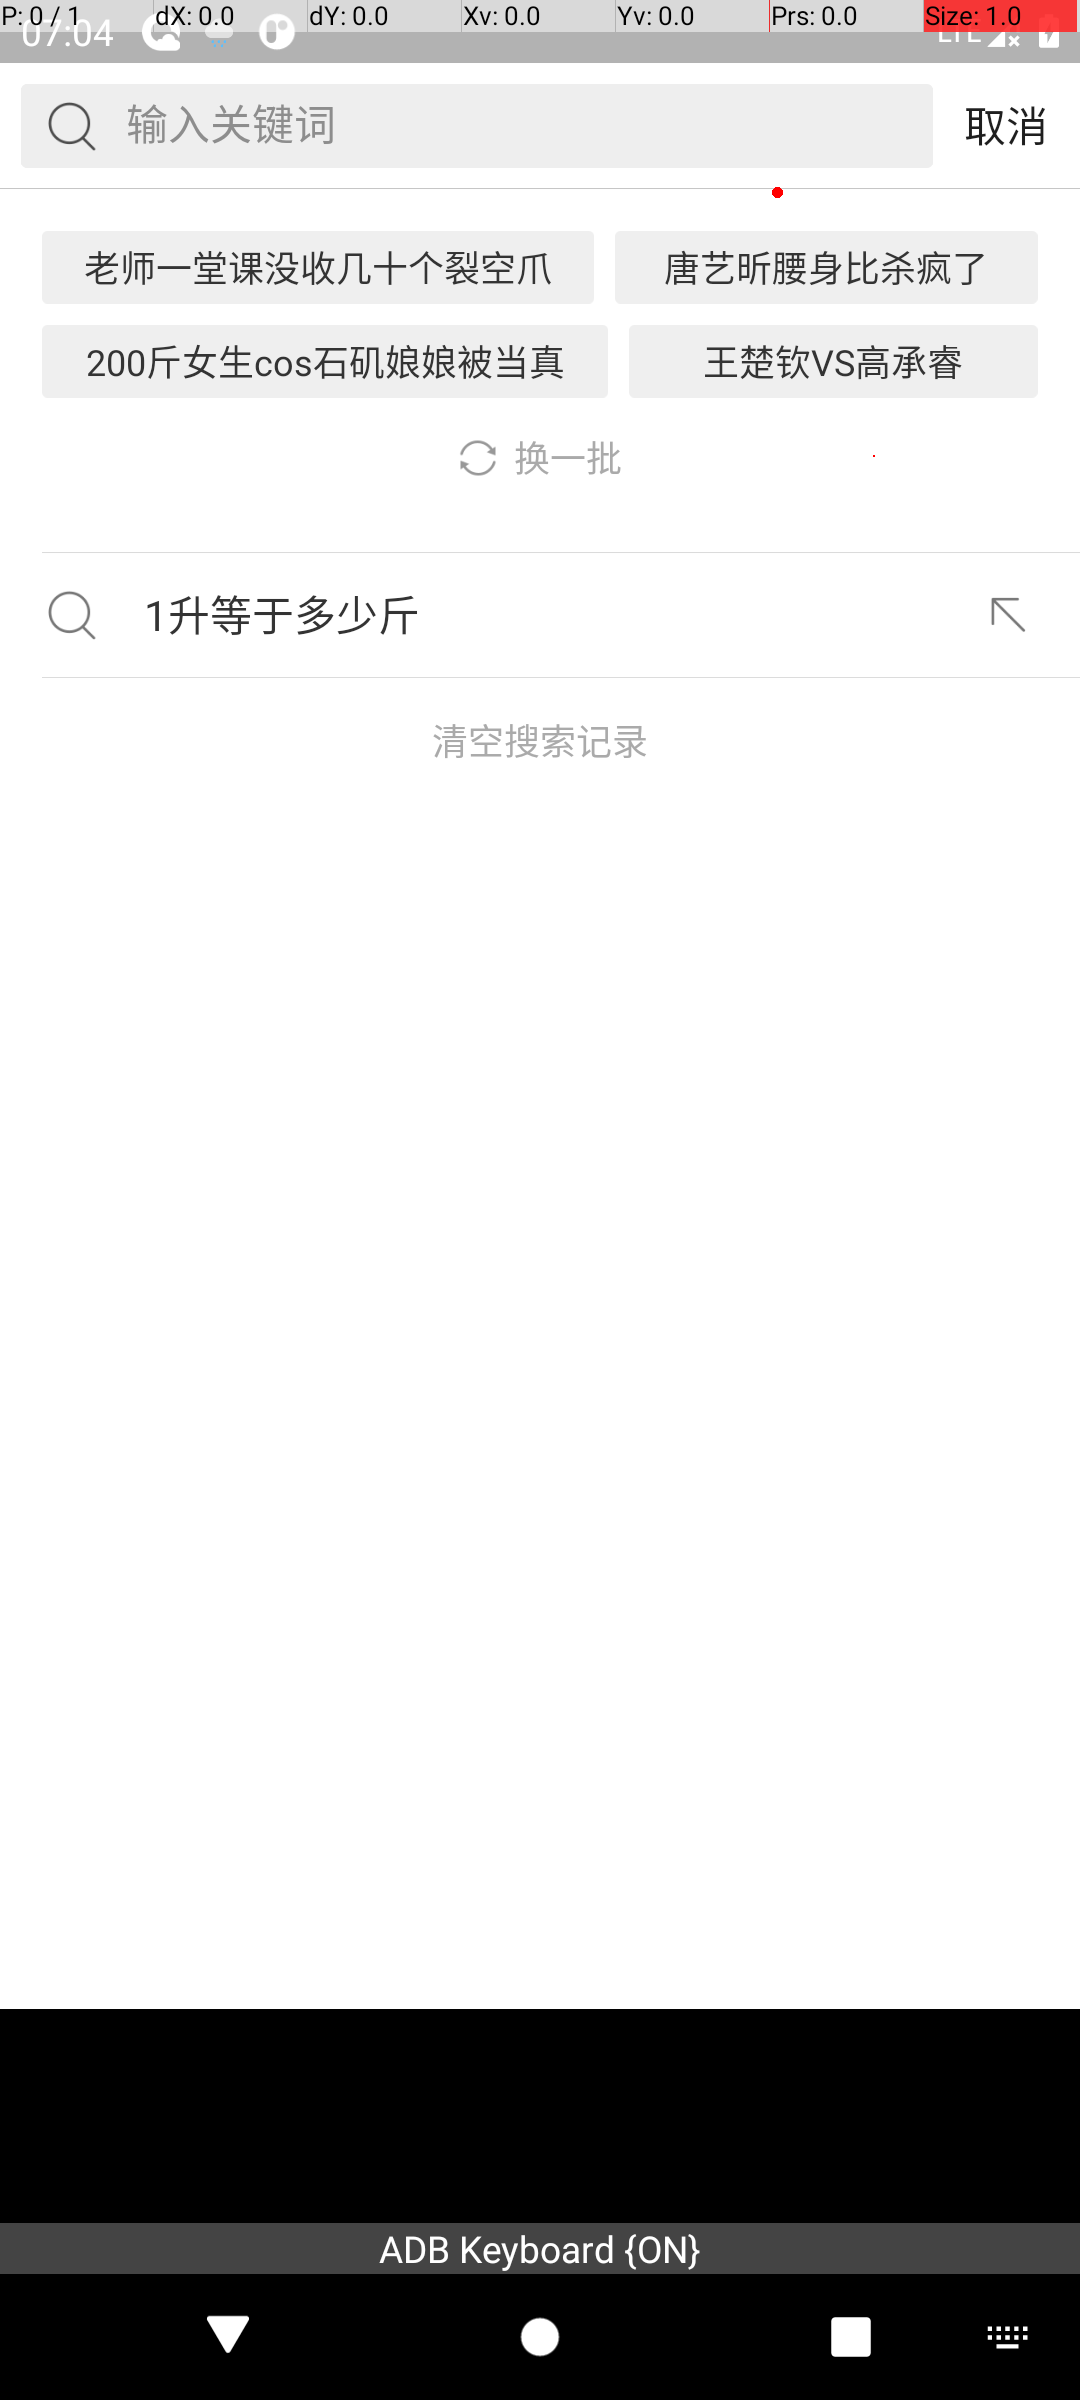 P: 0 / 1 dX: 0.0 dY: 0.0 Xv: 0.0 Yv: 0.0 Prs: 0.0 Size: 1.0
07:04 LTE
输入关键词 取消
老师一堂课没收几十个裂空爪 唐艺昕腰身比杀疯了
200斤女生cos石矶娘娘被当真 王楚钦VS高承睿
换一批
1升等于多少斤
清空搜索记录
ADB Keyboard {ON}